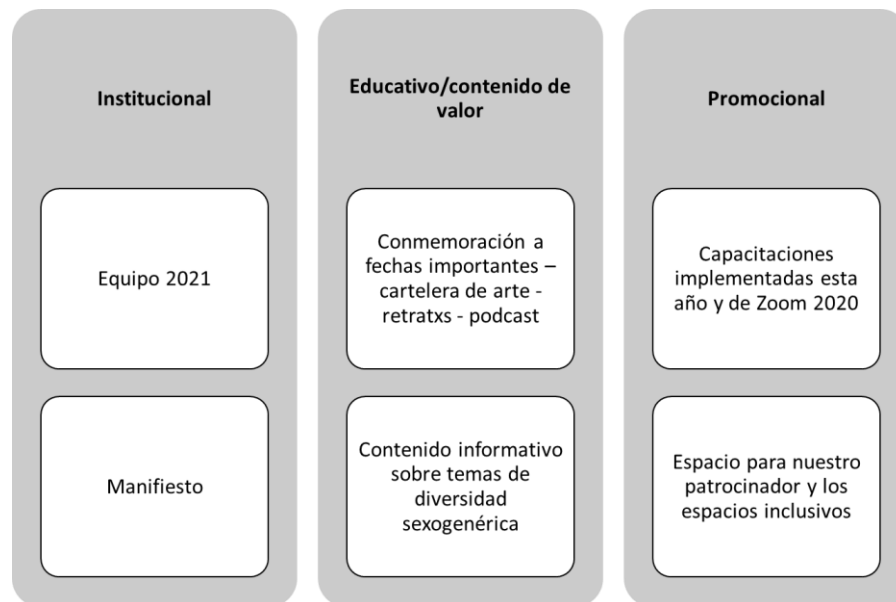 Institucional
Equipo 2021
Manifiesto
Educativo/contenido de
valor
Conmemoración a
fechas importantes –
cartelera de arte -
retratxs - podcast
Contenido informativo
sobre temas de
diversidad
sexogenérica
Promocional
Capacitaciones
implementadas esta
año y de Zoom 2020
Espacio para nuestro
patrocinador y los
espacios inclusivos